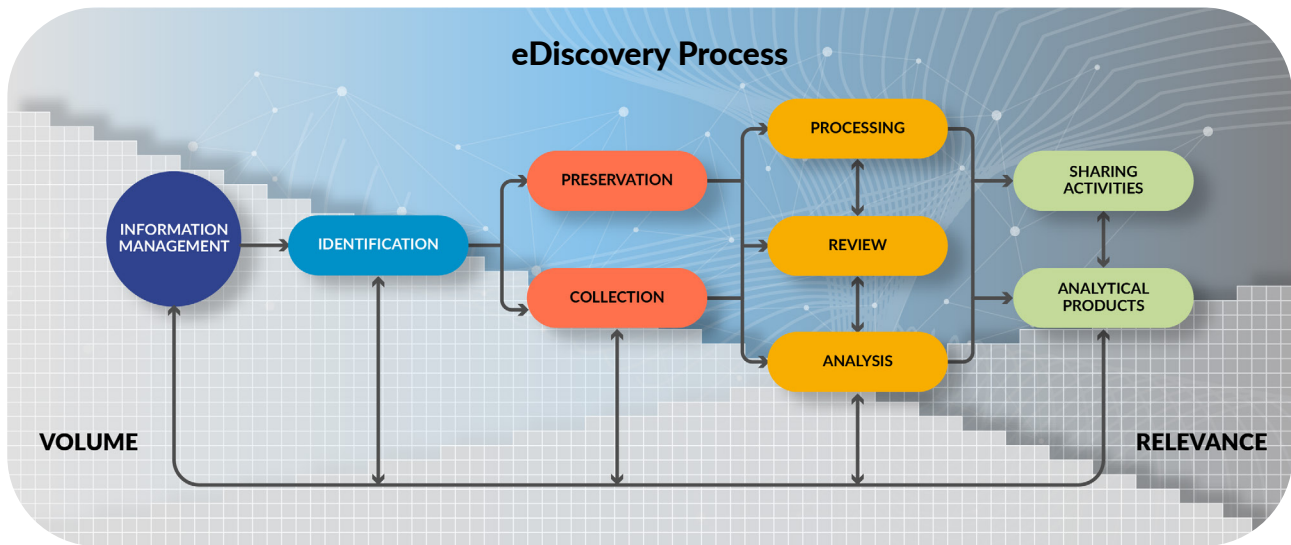 eDiscovery Process
INFORMATION
MANAGEMENT
IDENTIFICATION
PRESERVATION
COLLECTION
PROCESSING
REVIEW
ANALYSIS
SHARING
ACTIVITIES
ANALYTICAL
PRODUCTS
VOLUME
RELEVANCE